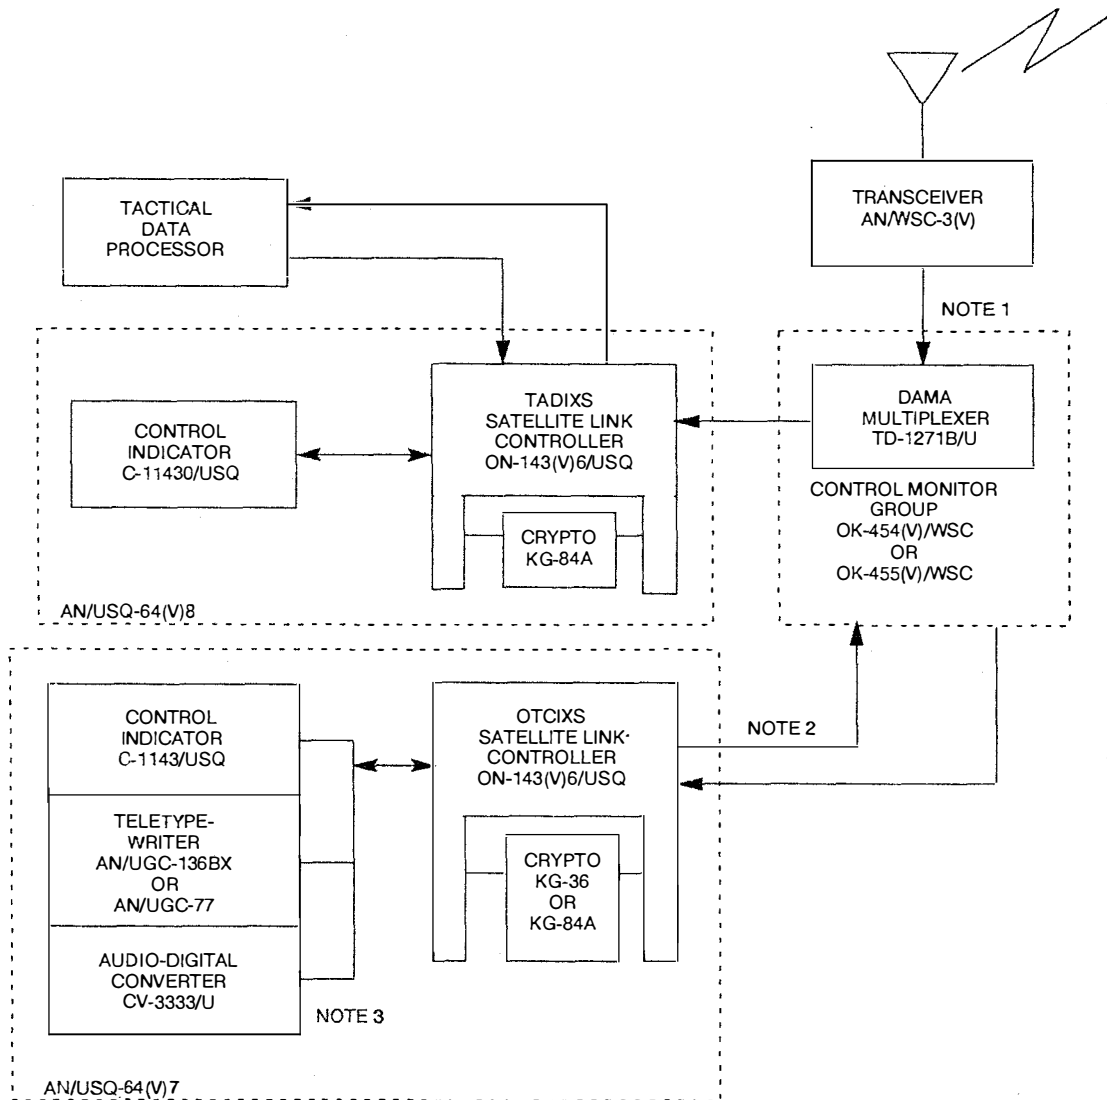 TACTICAL
DATA
PROCESSOR
TRANSCEIVER
AN/WSC-3(V)
NOTE 1
CONTROL
INDICATOR
C-11430/USQ
TADIXS
SATELLITE LINK
CONTROLLER
ON-143(V)6/USQ
CRYPTO
KG-84A
AN/USQ-64(V)8
DAMA
MULTIPLEXER
TD-1271B/U
CONTROL MONITOR
GROUP
OK-454(V)/WSC
OR
OK-455(V)/WSC
CONTROL
INDICATOR
C-1143/USQ
TELETYPE-
WRITER
AN/UGC-136BX
OR
AN/UGC-77
AUDIO-DIGITAL
CONVERTER
CV-3333/U
NOTE 3
OTCIXS
SATELLITE LINK-
CONTROLLER
ON-143(V)6/USQ
CRYPTO
KG-36
OR
KG-84A
NOTE 2
AN/USQ-64(V)7